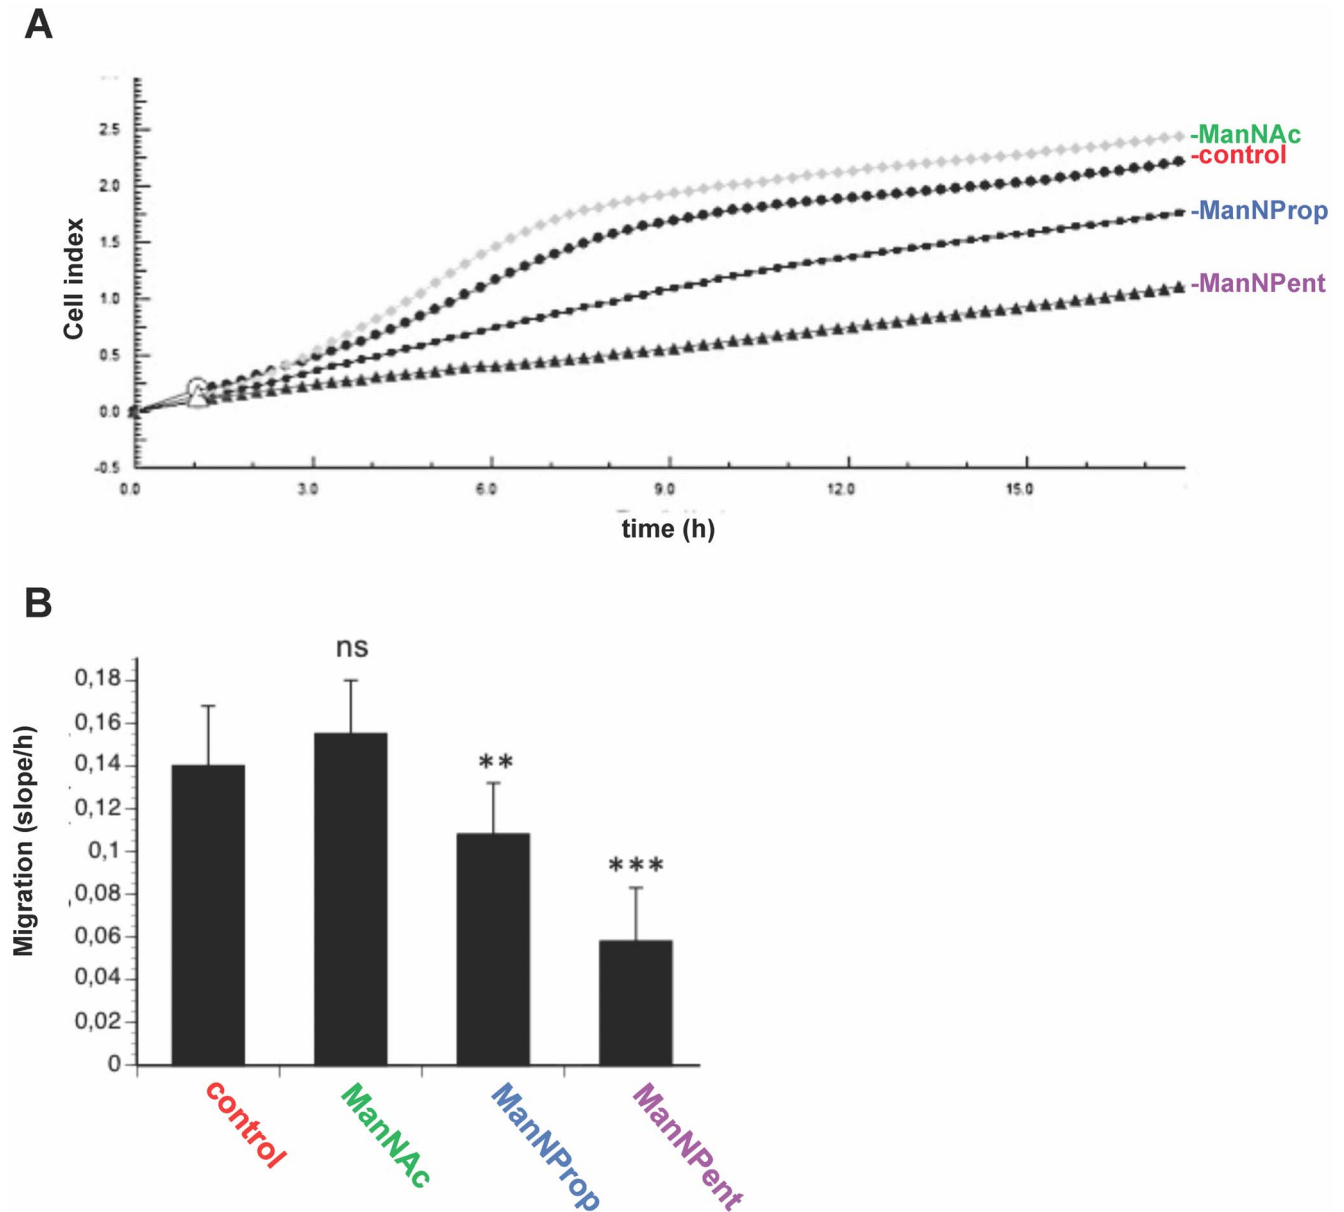 A
2.5
2.0
1.5
1.0
0.5
0.0
-0.5
Cell index
-ManNAc
-control
-ManNProp
-ManNPent
0.0 3.0 6.0 9.0 12.0 15.0
time (h)
B
0,18
0,16
0,14
0,12
0,1
0,08
0,06
0,04
0,02
0
Migration (slope/h)
ns
**
***
control
ManNAc
ManNProp
ManNPent